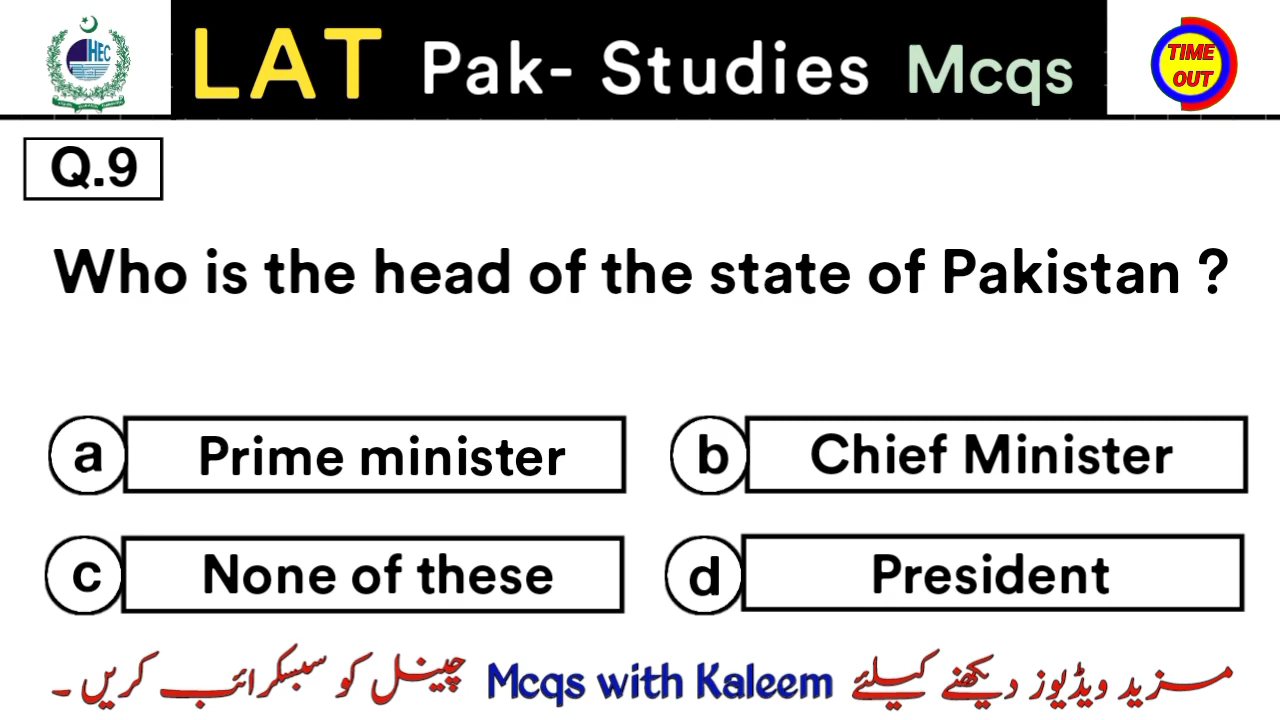 HEC
LAT Pak- Studies Mcqs
TIME
OUT
Q.9
Who is the head of the state of Pakistan ?
a Prime minister
b Chief Minister
c None of these
d President
مزید ویڈیوز دیکھنے کیلئے Mcqs with Kaleem چینل کو سبسکرائب کریں ۔